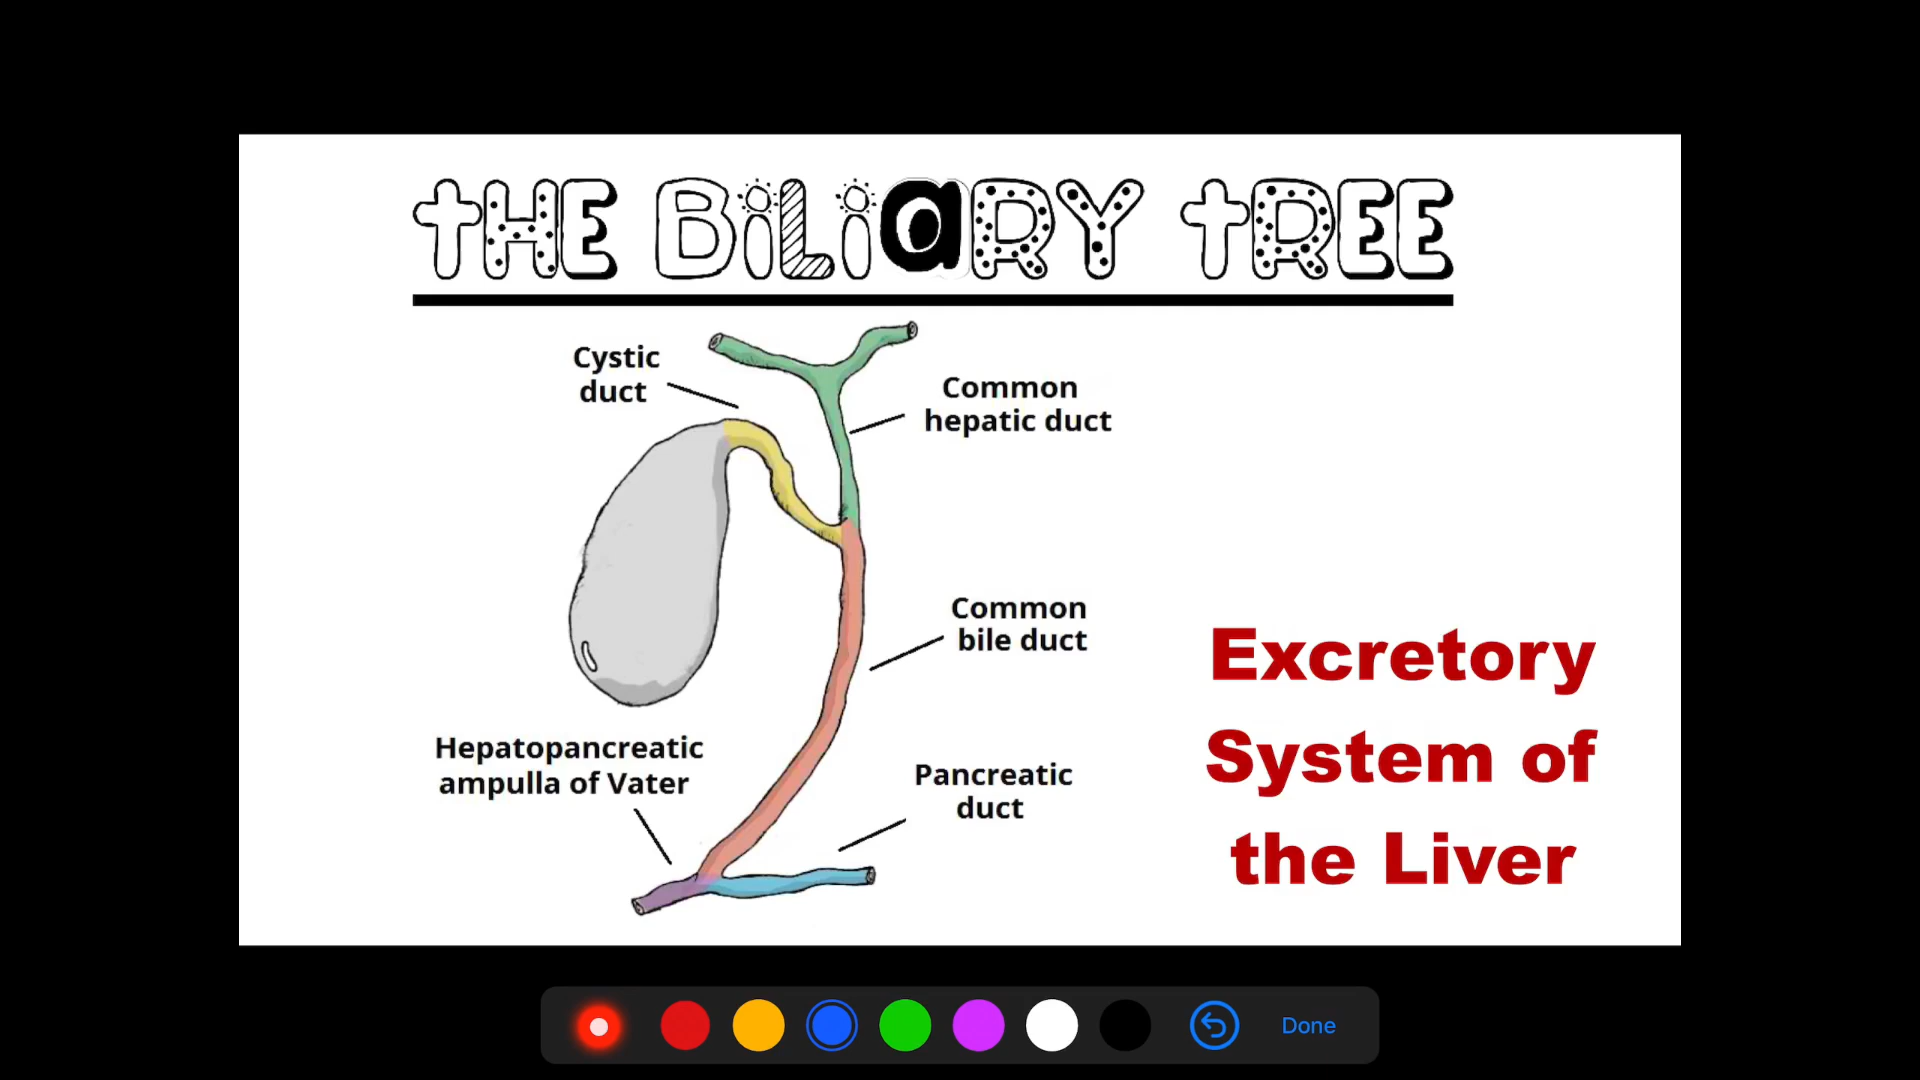 tHE BiLiaRY tREE
Cystic
duct
Common
hepatic duct
Common
bile duct
Hepatopancreatic
ampulla of Vater
Pancreatic
duct
Excretory
System of
the Liver
Done